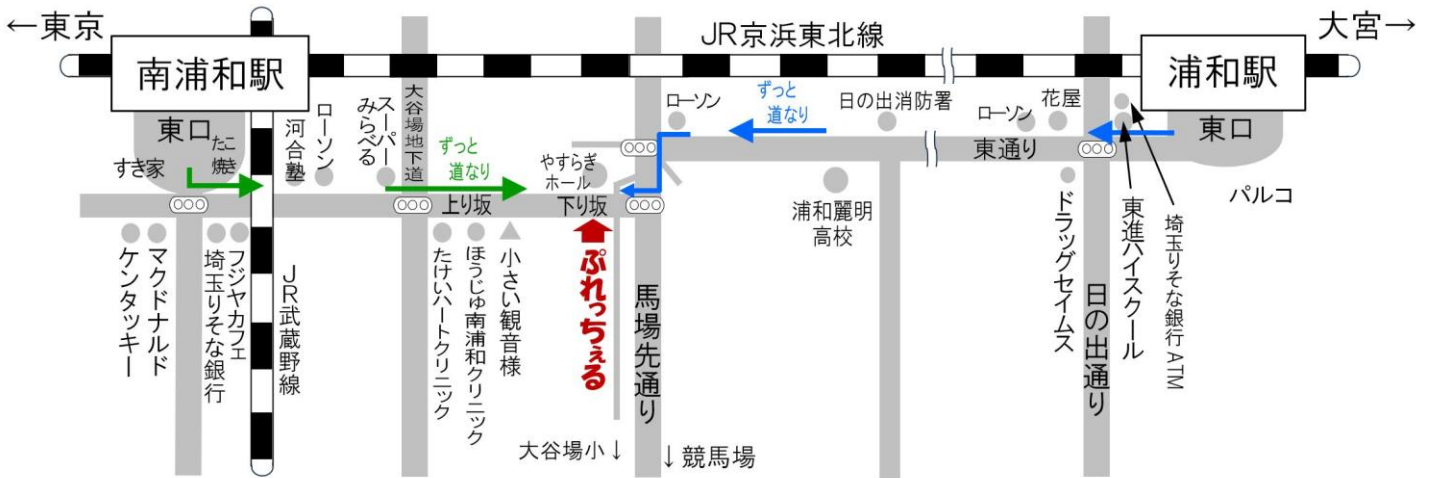 ←東京
JR京浜東北線
大宮→
南浦和駅
浦和駅
東口
すき家
たこ
焼き
河合塾
ローソン
スーパー
みらべる
大谷場地下道
ずっと
道なり
やすらぎ
ホール
上り坂
下り坂
ローソン
ずっと
道なり
日の出消防署
ローソン
花屋
東通り
東口
パルコ
浦和麗明
高校
ケンタッキー
マクドナルド
埼玉りそな銀行
フジヤカフェ
JR武蔵野線
たけいハートクリニック
ほうじゅ南浦和クリニック
小さい観音様
ぷれっちぇる
馬場先通り
ドラッグセイムス
日の出通り
東進ハイスクール
埼玉りそな銀行 ATM
大谷場小↓
↓競馬場